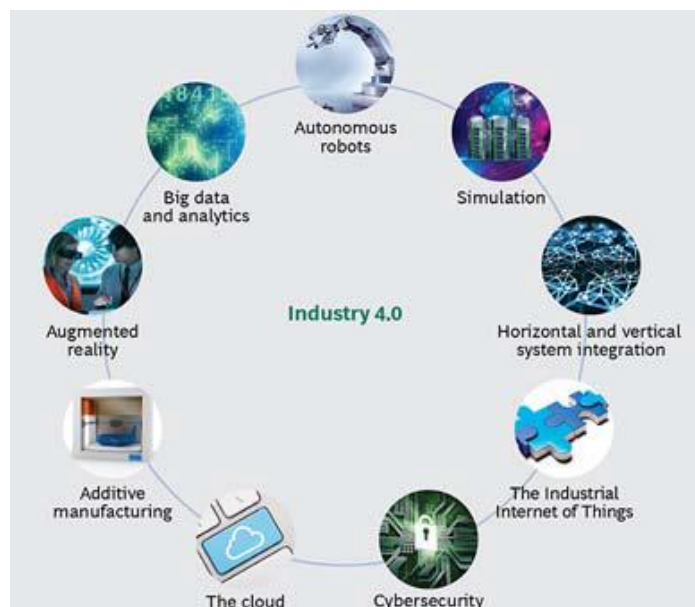 Autonomous
robots
Simulation
Horizontal and vertical
system integration
The Industrial
Internet of Things
Cybersecurity
The cloud
Additive
manufacturing
Augmented
reality
Big data
and analytics
Industry 4.0